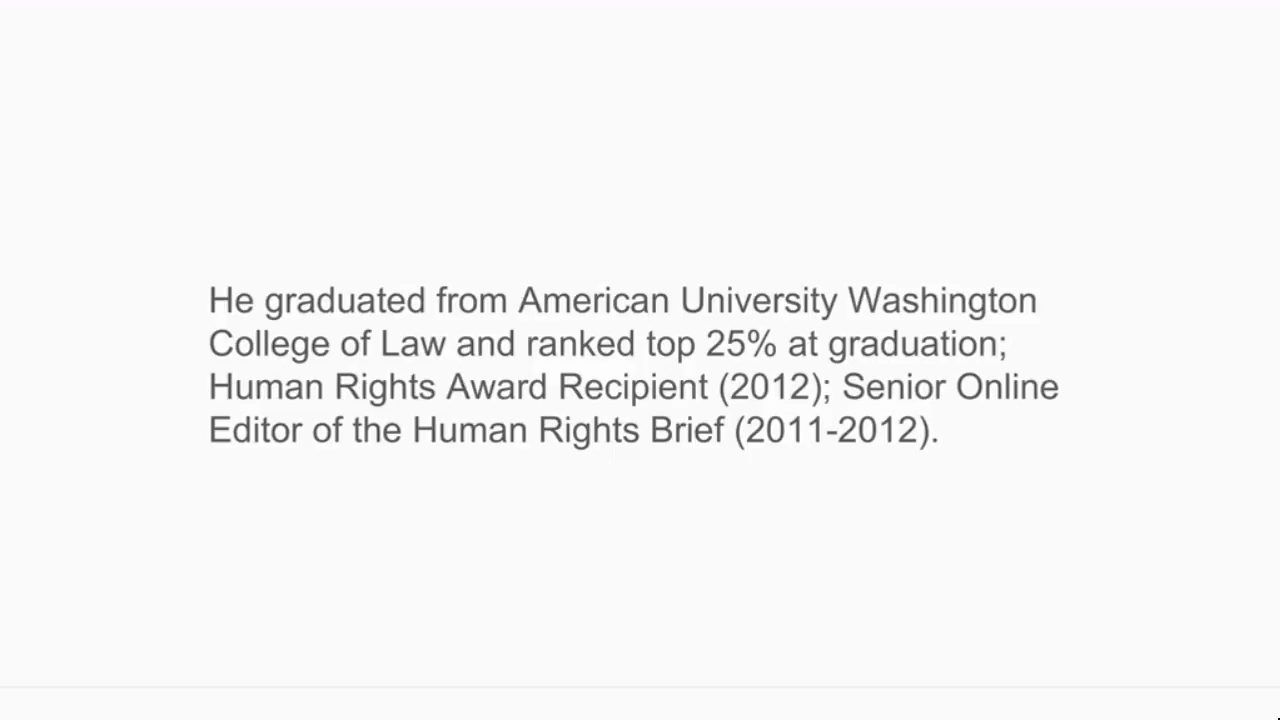 He graduated from American University Washington
College of Law and ranked top 25% at graduation;
Human Rights Award Recipient (2012); Senior Online
Editor of the Human Rights Brief (2011-2012).